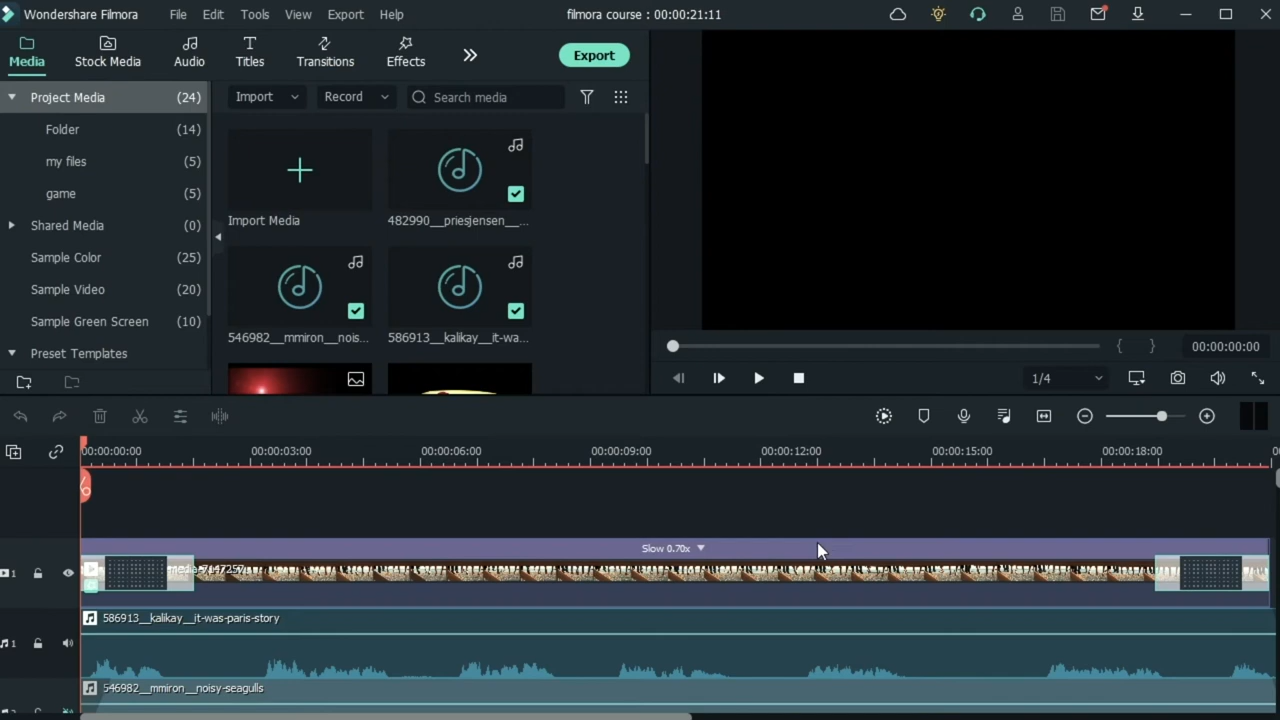 Wondershare Filmora
File Edit Tools View Export Help
filmora course : 00:00:21:11
Media
Stock Media
Audio
Titles
Transitions
Effects
Export
Project Media (24)
Folder (14)
my files (5)
game (5)
Shared Media (0)
Sample Color (25)
Sample Video (20)
Sample Green Screen (10)
Preset Templates
Import
Record
Search media
Import Media
482990__priesjensen__...
546982__mmiron__nois...
586913__kalikay__it-wa...
{ }
00:00:00:00
1/4
00:00:00:00
00:00:03:00
00:00:06:00
00:00:09:00
00:00:12:00
00:00:15:00
00:00:18:00
Slow 0.70x
1
586913__kalikay__it-was-paris-story
1
546982__mmiron__noisy-seagulls